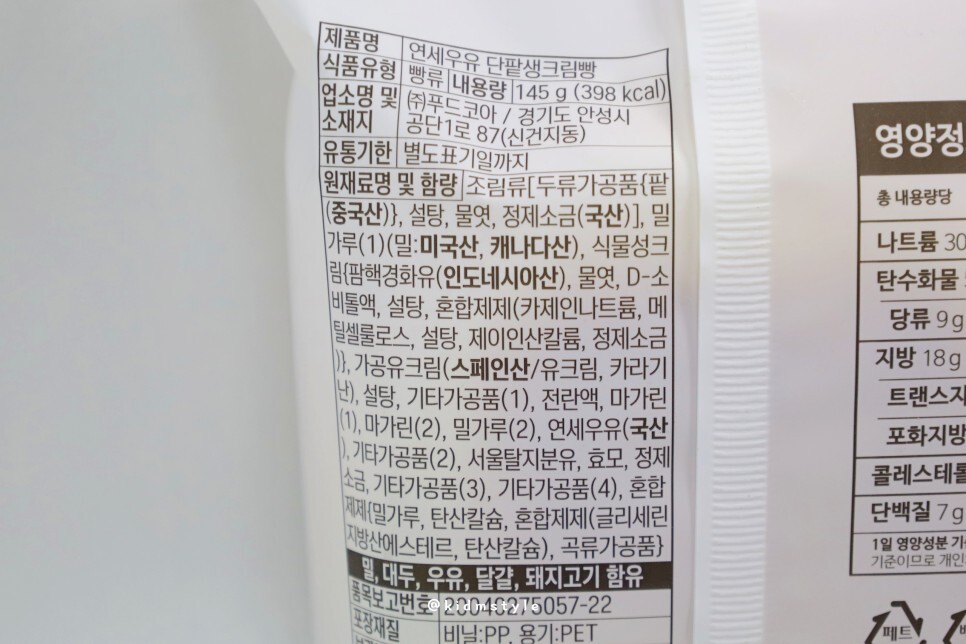 제품명 연세우유 단팥생크림빵
식품유형 빵류 내용량 145 g (398 kcal)
업소명 및 소재지 ㈜푸드코아 / 경기도 안성시
공단1로 87(신건지동)
유통기한 별도표기일까지
원재료명 및 함량 조림류[두류가공품{팥
(중국산)}, 설탕, 물엿, 정제소금(국산)], 밀
가루(1)(밀:미국산, 캐나다산), 식물성크
림{팜핵경화유(인도네시아산), 물엿, D-소
비톨액, 설탕, 혼합제제(카제인나트륨, 메
틸셀룰로스, 설탕, 제이인산칼륨, 정제소금
)}, 가공유크림(스페인산/유크림, 카라기
난), 설탕, 기타가공품(1), 전란액, 마가린
(1), 마가린(2), 밀가루(2), 연세우유(국산
), 기타가공품(2), 서울탈지분유, 효모, 정제
소금, 기타가공품(3), 기타가공품(4), 혼합
제제{밀가루, 탄산칼슘, 혼합제제(글리세린
지방산에스테르, 탄산칼슘), 곡류가공품}
밀, 대두, 우유, 달걀, 돼지고기 함유
품목보고번호
@kidmstyle
포장재질 비닐:PP, 용기:PET
영양정
총 내용량당
나트륨 30
탄수화물
당류 9 g
지방 18 g
트랜스지
포화지방
콜레스테롤
단백질 7 g
1일 영양성분 기
기준이므로 개인
페트